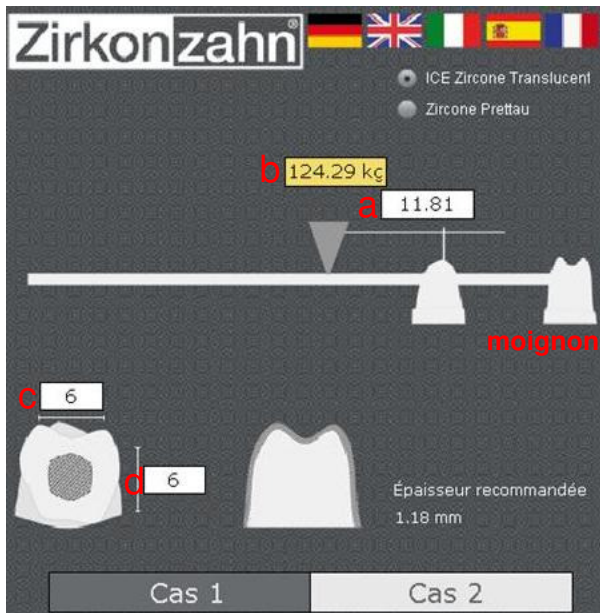 Zirkonzahn®
ICE Zircone Translucent
Zircone Prettau
b 124.29 kg
a 11.81
moignon
c 6
d 6
Épaisseur recommandée
1.18 mm
Cas 1 Cas 2